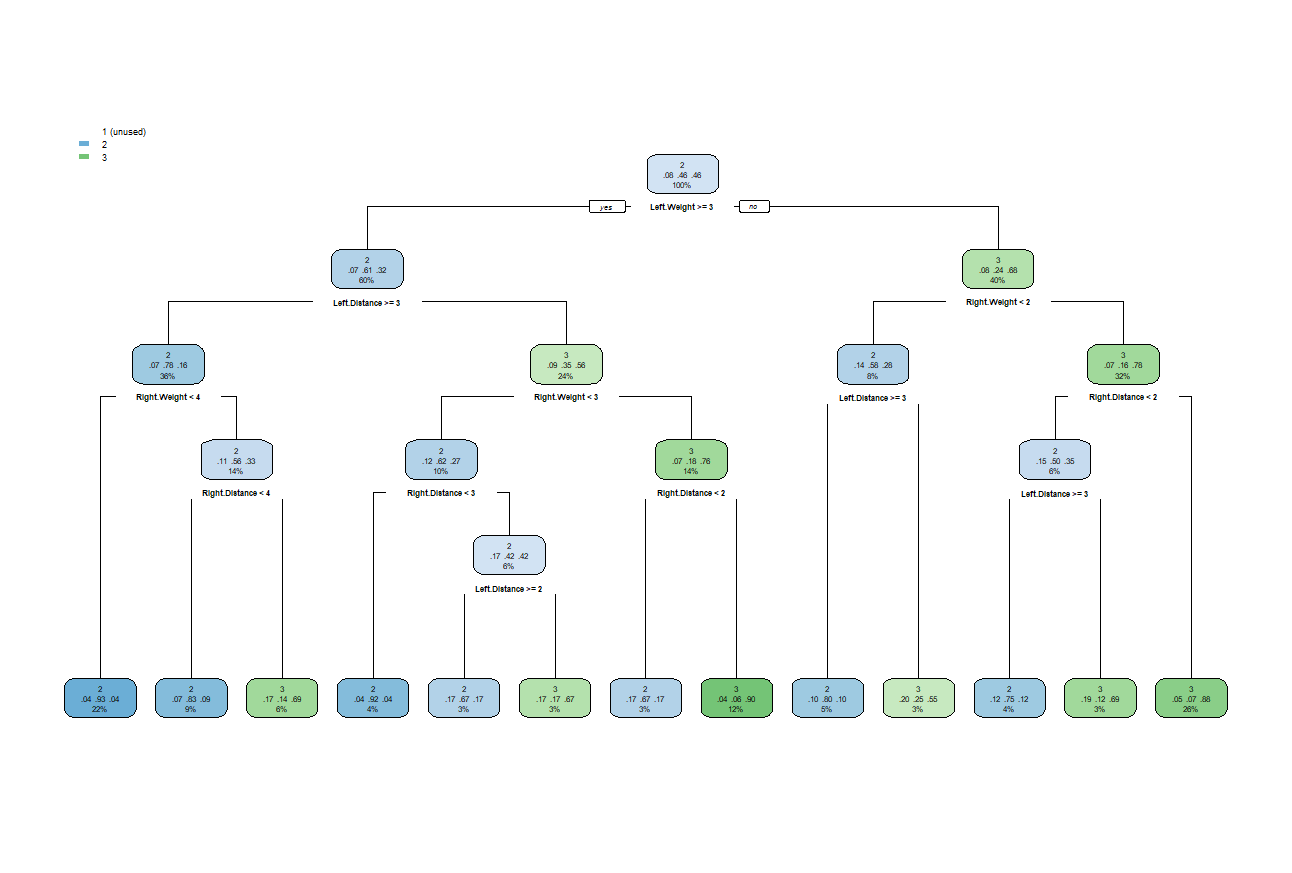 1 (unused)
2
3
2
.08 .46 .46
100%
yes
Left.Weight >= 3
no
2
.07 .61 .32
60%
Left.Distance >= 3
3
.08 .24 .68
40%
Right.Weight < 2
2
.07 .78 .16
36%
Right.Weight < 4
3
.09 .35 .56
24%
Right.Weight < 3
2
.14 .58 .28
8%
Left.Distance >= 3
3
.07 .16 .78
32%
Right.Distance < 2
2
.11 .56 .33
14%
Right.Distance < 4
2
.12 .62 .27
10%
Right.Distance < 3
3
.07 .18 .76
14%
Right.Distance < 2
2
.15 .50 .35
6%
Left.Distance >= 3
2
.17 .42 .42
6%
Left.Distance >= 2
2
.04 .93 .04
22%
2
.07 .83 .09
9%
3
.17 .14 .69
6%
2
.04 .92 .04
4%
2
.17 .67 .17
3%
3
.17 .17 .67
3%
2
.17 .67 .17
3%
3
.04 .06 .90
12%
2
.10 .80 .10
5%
3
.20 .25 .55
3%
2
.12 .75 .12
4%
3
.19 .12 .69
3%
3
.05 .07 .88
26%